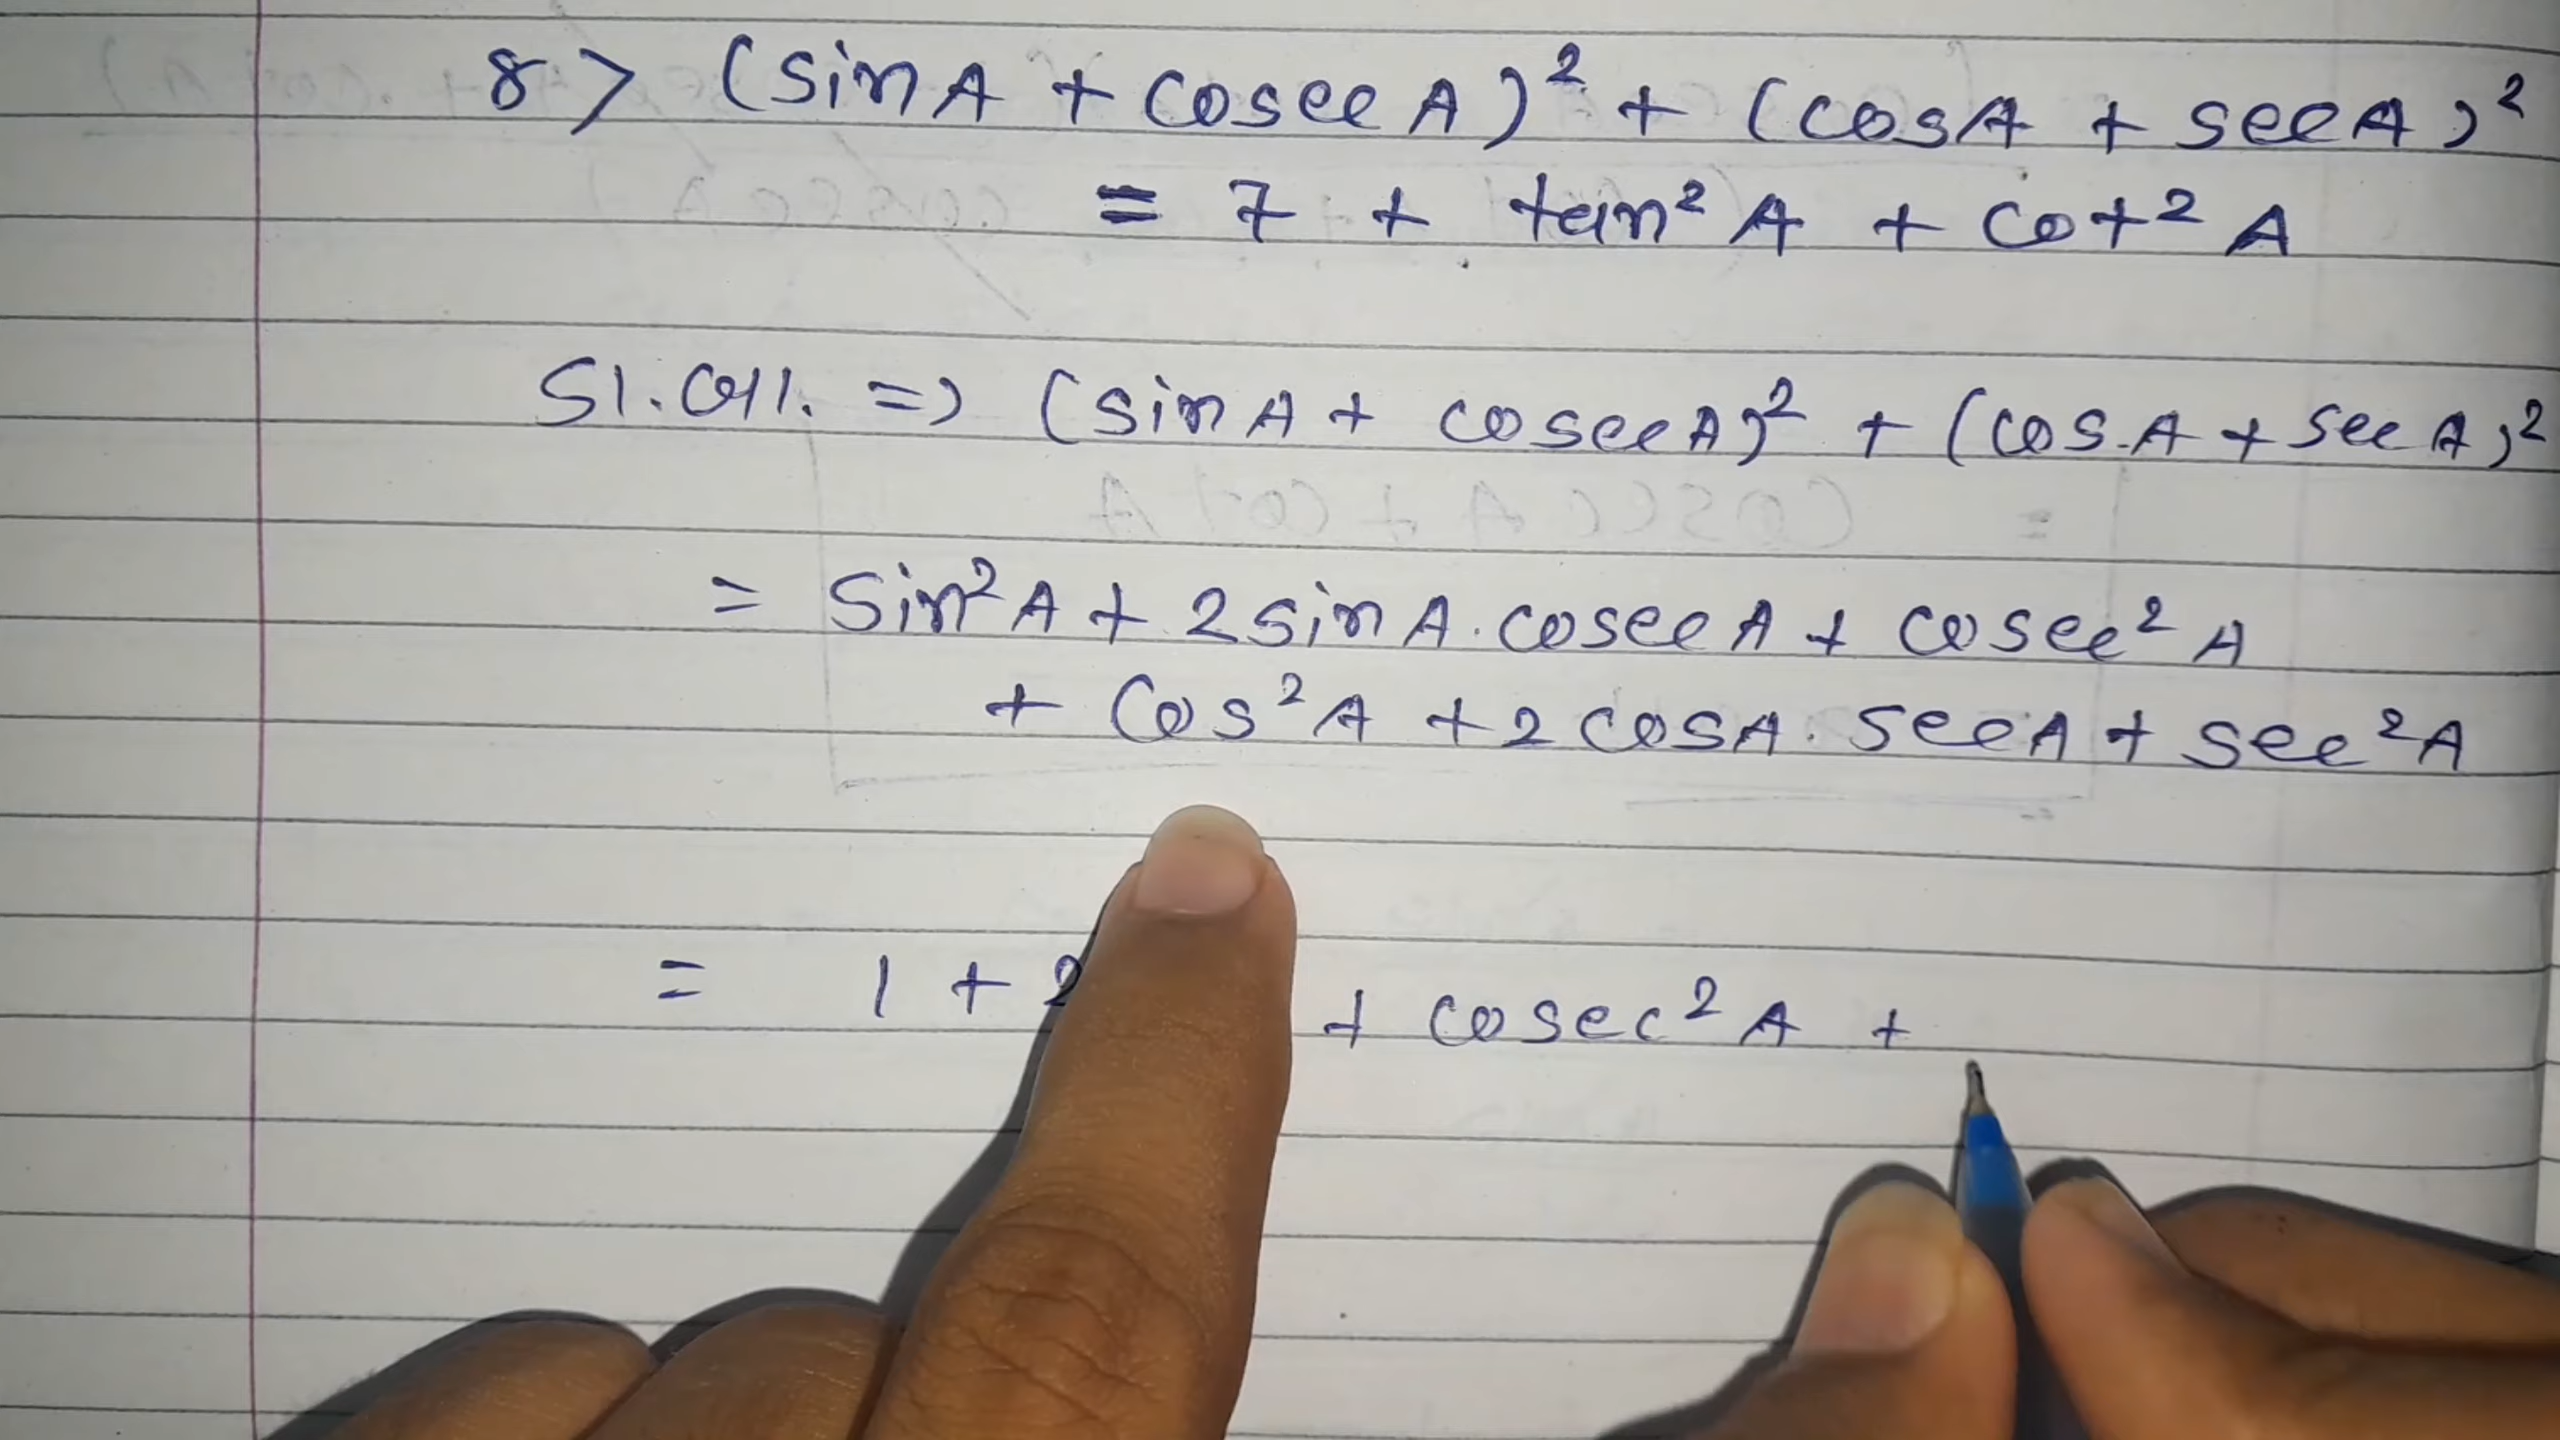 8> (sin A + cosec A)² + (cos A + sec A)²
= 7 + tan² A + cot² A
=> (sin A + cosec A)² + (cos A + sec A)²
= sin² A + 2 sin A . cosec A + cosec² A
+ cos² A + 2 cos A . sec A + sec² A
= 1 + 2 + cosec² A +